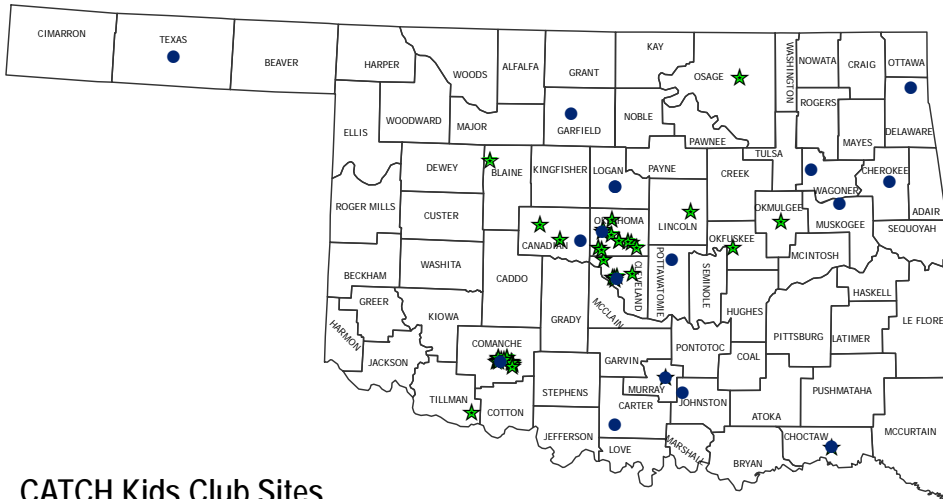 CIMARRON
TEXAS
BEAVER
HARPER
WOODS
ALFALFA
GRANT
KAY
OSAGE
WASHINGTON
NOWATA
CRAIG
OTTAWA
ELLIS
WOODWARD
MAJOR
GARFIELD
NOBLE
PAWNEE
ROGERS
MAYES
DELAWARE
DEWEY
BLAINE
KINGFISHER
LOGAN
PAYNE
CREEK
TULSA
WAGONER
CHEROKEE
ADAIR
ROGER MILLS
CUSTER
CANADIAN
OKLAHOMA
LINCOLN
OKFUSKEE
OKMULGEE
MUSKOGEE
SEQUOYAH
BECKHAM
WASHITA
CADDO
GRADY
MCCLAIN
CLEVELAND
POTTAWATOMIE
SEMINOLE
HUGHES
MCINTOSH
HASKELL
LE FLORE
GREER
KIOWA
HARMON
JACKSON
COMANCHE
GARVIN
PONTOTOC
COAL
PITTSBURG
LATIMER
TILLMAN
COTTON
STEPHENS
MURRAY
CARTER
JOHNSTON
ATOKA
PUSHMATAHA
JEFFERSON
LOVE
MARSHALL
BRYAN
CHOCTAW
MCCURTAIN
CATCH Kids Club Sites